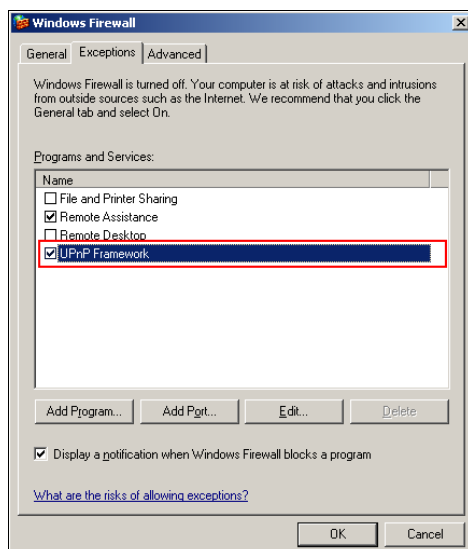 Windows Firewall
General Exceptions Advanced
Windows Firewall is turned off. Your computer is at risk of attacks and intrusions
from outside sources such as the Internet. We recommend that you click the
General tab and select On.
Programs and Services:
Name
File and Printer Sharing
Remote Assistance
Remote Desktop
UPnP Framework
Add Program... Add Port... Edit... Delete
Display a notification when Windows Firewall blocks a program
What are the risks of allowing exceptions?
OK Cancel